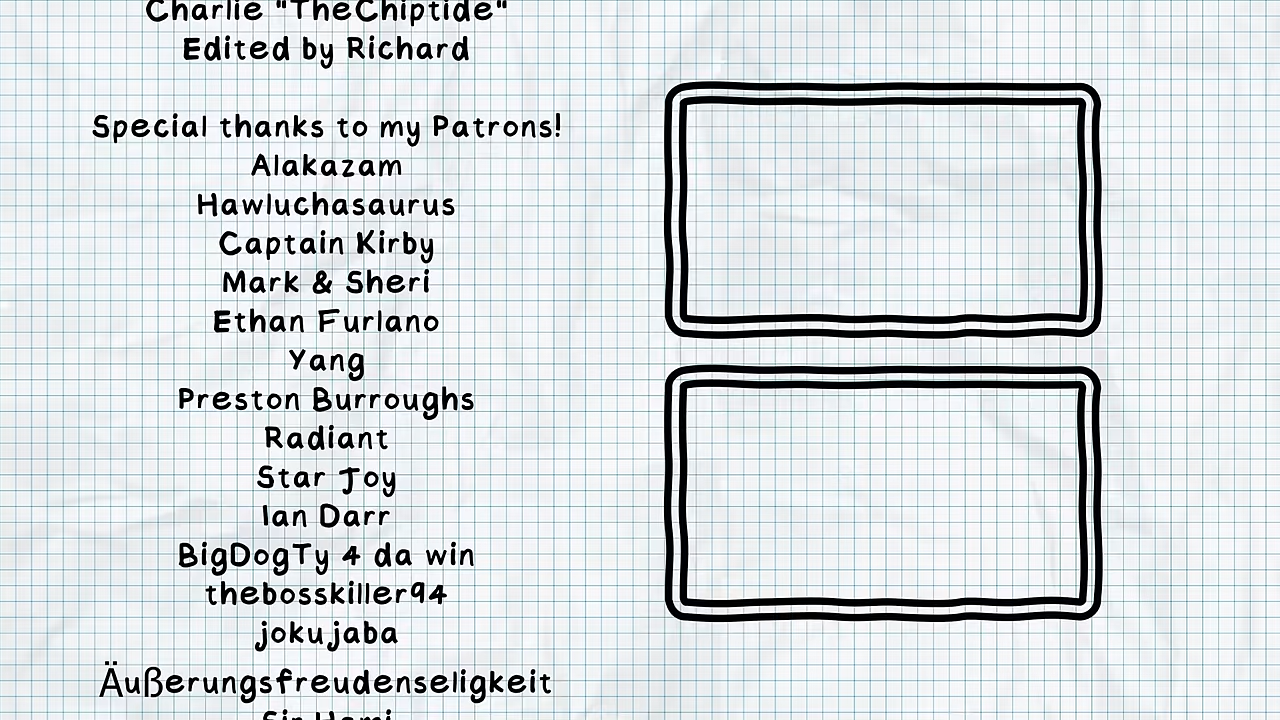 Charlie "TheChiptide"
Edited by Richard
Special thanks to my Patrons!
Alakazam
Hawluchasaurus
Captain Kirby
Mark & Sheri
Ethan Furlano
Yang
Preston Burroughs
Radiant
Star Joy
Ian Darr
BigDogTy 4 da win
thebosskiller94
jokujaba
Äußerungsfreudenseligkeit